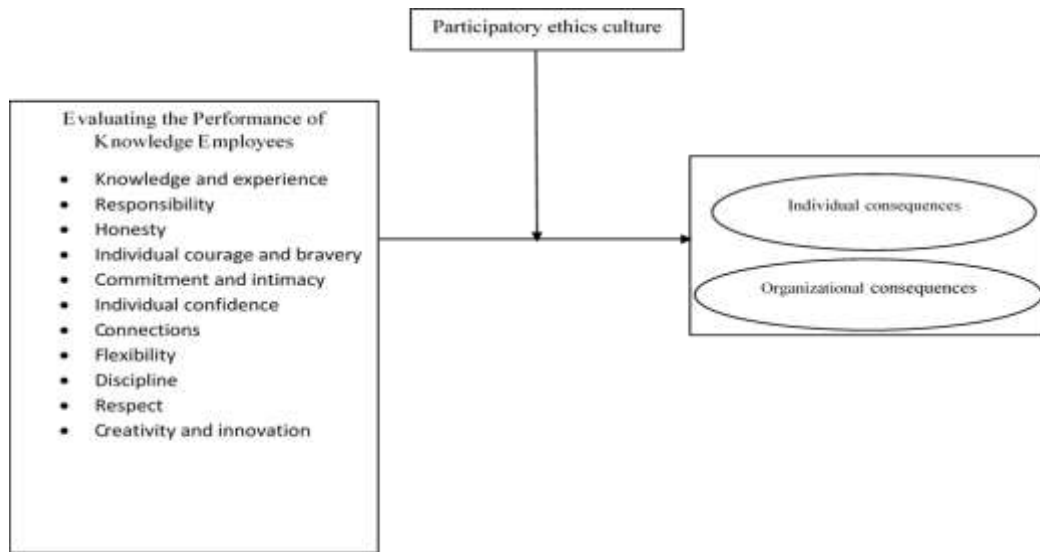 Participatory ethics culture
Evaluating the Performance of
Knowledge Employees
• Knowledge and experience
• Responsibility
• Honesty
• Individual courage and bravery
• Commitment and intimacy
• Individual confidence
• Connections
• Flexibility
• Discipline
• Respect
• Creativity and innovation
Individual consequences
Organizational consequences